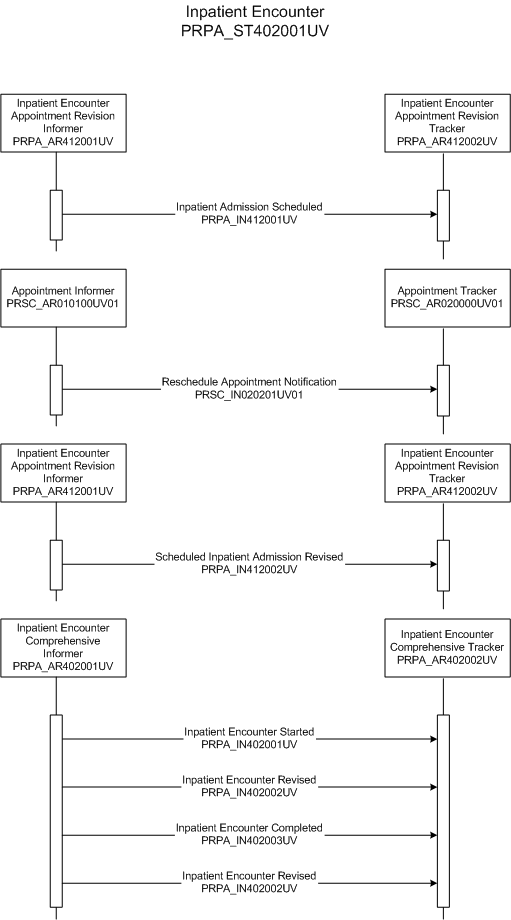 Inpatient Encounter
PRPA_ST402001UV
Inpatient Encounter
Appointment Revision
Informer
PRPA_AR412001UV
Inpatient Encounter
Appointment Revision
Tracker
PRPA_AR412002UV
Inpatient Admission Scheduled
PRPA_IN412001UV
Appointment Informer
PRSC_AR010100UV01
Appointment Tracker
PRSC_AR020000UV01
Reschedule Appointment Notification
PRSC_IN020201UV01
Inpatient Encounter
Appointment Revision
Informer
PRPA_AR412001UV
Inpatient Encounter
Appointment Revision
Tracker
PRPA_AR412002UV
Scheduled Inpatient Admission Revised
PRPA_IN412002UV
Inpatient Encounter
Comprehensive
Informer
PRPA_AR402001UV
Inpatient Encounter
Comprehensive Tracker
PRPA_AR402002UV
Inpatient Encounter Started
PRPA_IN402001UV
Inpatient Encounter Revised
PRPA_IN402002UV
Inpatient Encounter Completed
PRPA_IN402003UV
Inpatient Encounter Revised
PRPA_IN402002UV